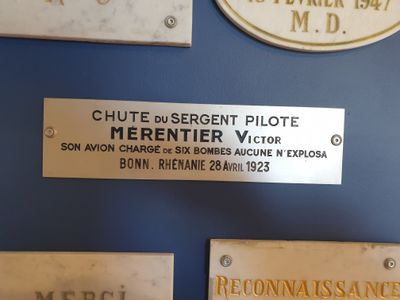 13 FÉVRIER 1947
M.D.
CHUTE DU SERGENT PILOTE
MÉRENTIER VICTOR
SON AVION CHARGÉ DE SIX BOMBES AUCUNE N'EXPLOSA
BONN. RHÉNANIE 28 AVRIL 1923
MERCI
RECONNAISSANCE